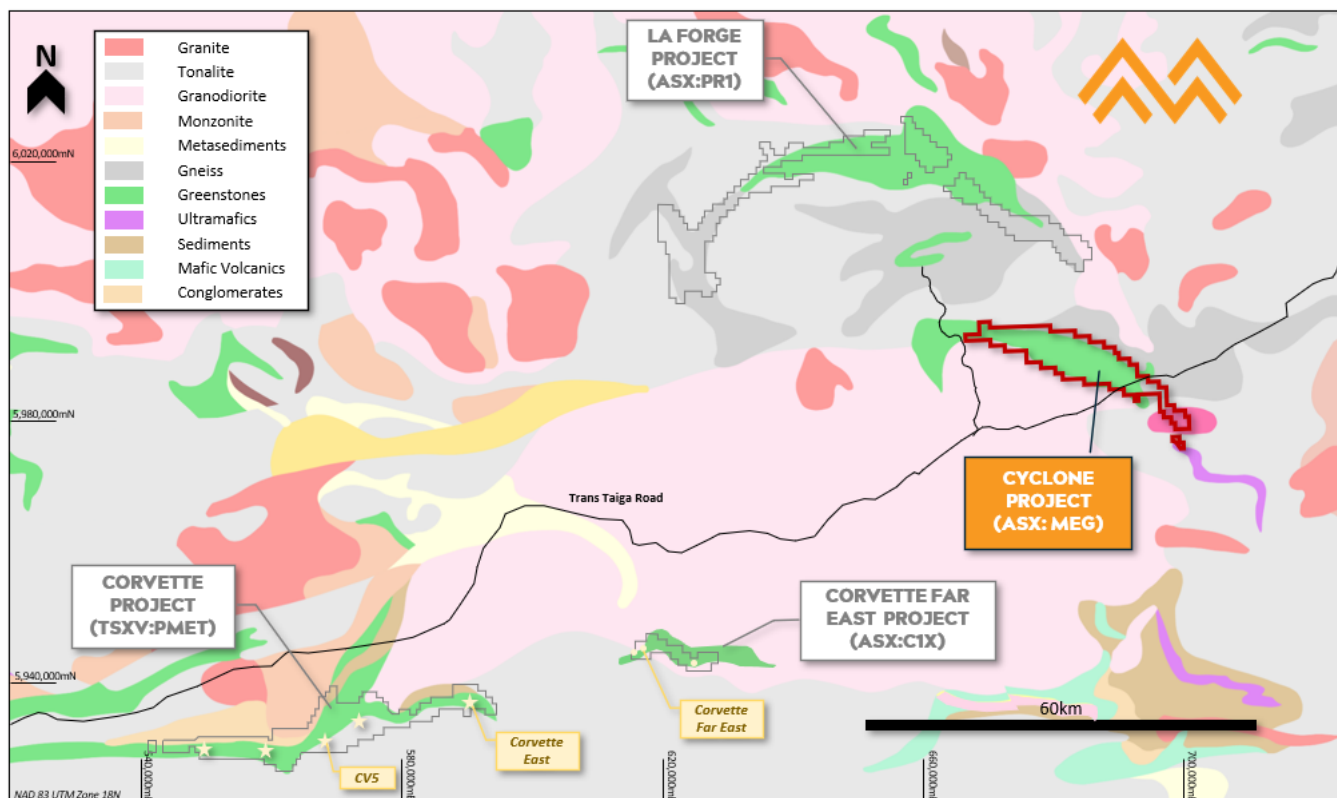 N
Granite
Tonalite
Granodiorite
Monzonite
Metasediments
Gneiss
Greenstones
Ultramafics
Sediments
Mafic Volcanics
Conglomerates
LA FORGE
PROJECT
(ASX:PR1)
6,020,000mN
5,980,000mN
CYCLONE
PROJECT
(ASX: MEG)
Trans Taiga Road
CORVETTE
PROJECT
(TSXV:PMET)
CORVETTE FAR
EAST PROJECT
(ASX:C1X)
5,940,000mN
60km
Corvette
Far East
Corvette
East
CV5
540,000mE
580,000mE
620,000mE
660,000mE
700,000mE
NAD 83 UTM Zone 18N